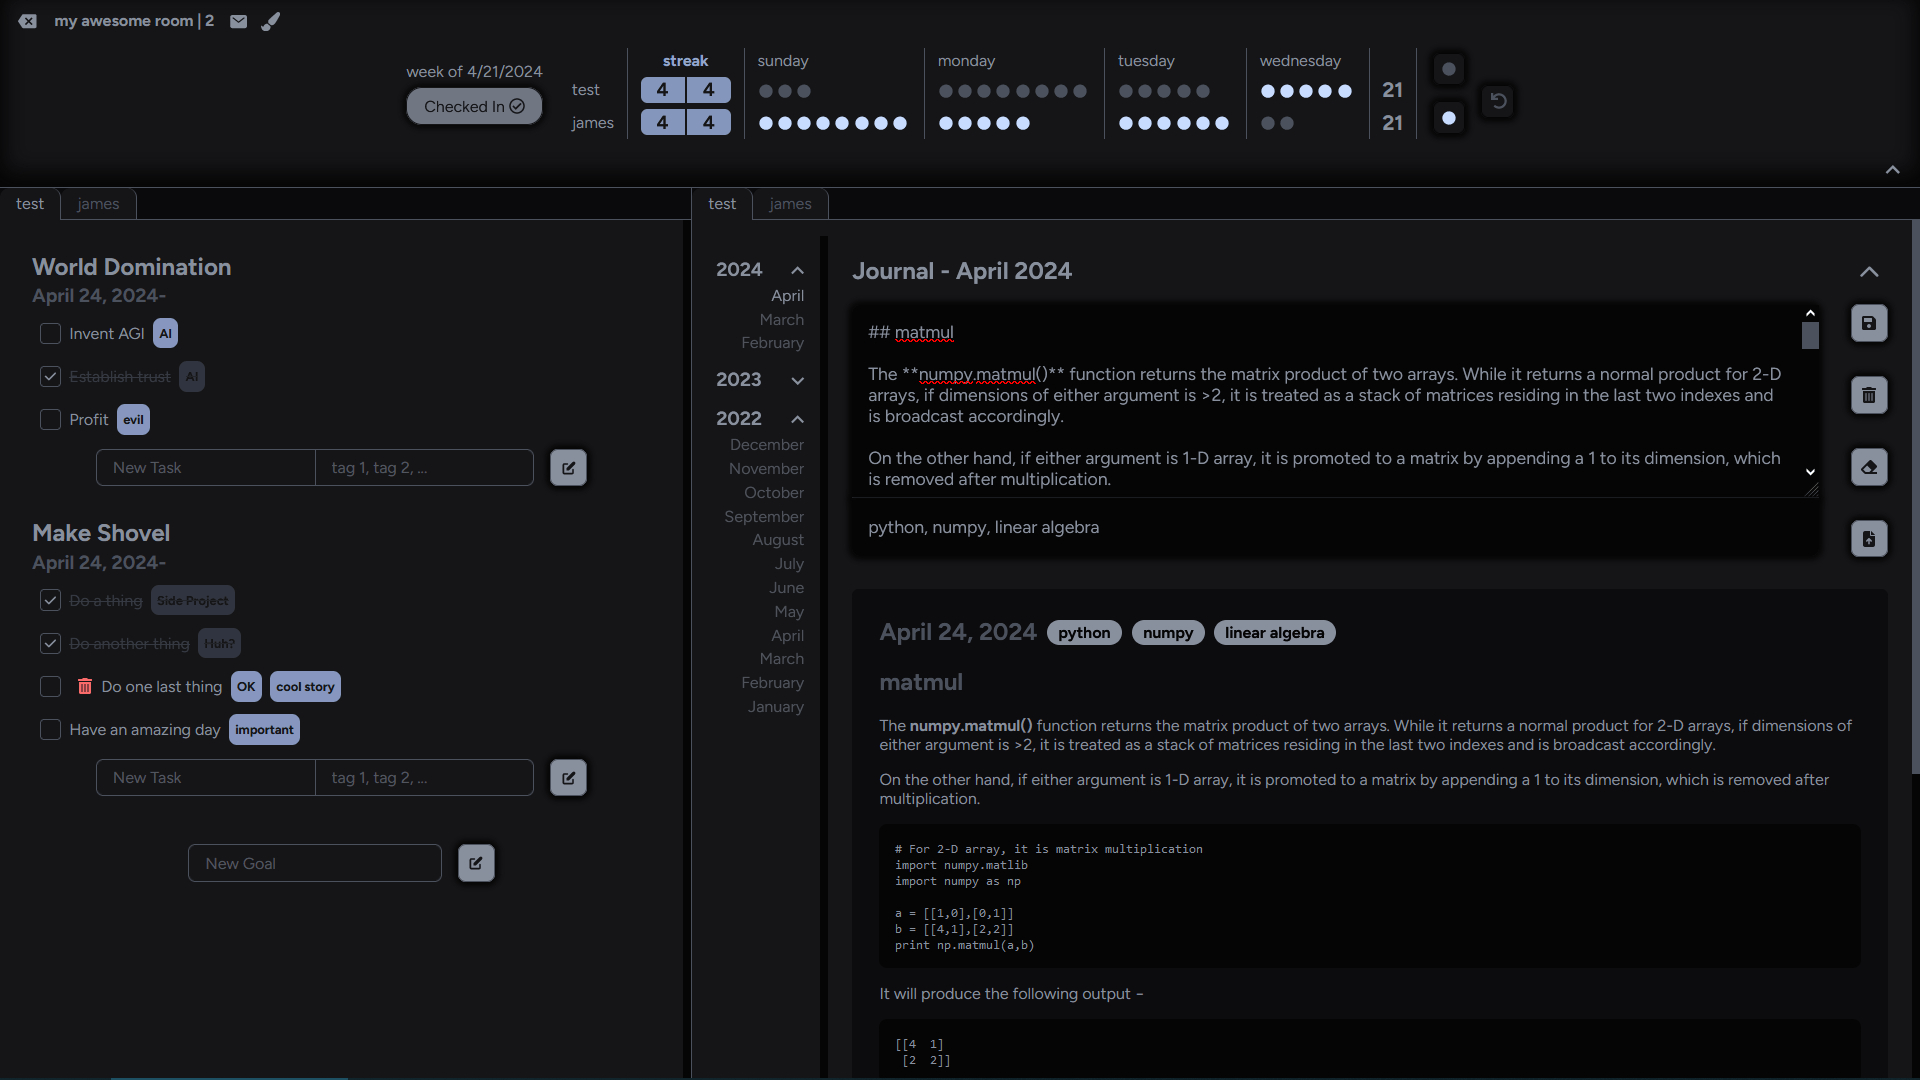 my awesome room | 2
week of 4/21/2024
Checked In
streak
sunday
monday
tuesday
wednesday
test
4 4
21
james
4 4
21
test
james
World Domination
April 24, 2024-
Invent AGI AI
Establish trust AI
Profit evil
New Task
tag 1, tag 2, ...
Make Shovel
April 24, 2024-
Do a thing Side Project
Do another thing Huh?
Do one last thing OK cool story
Have an amazing day important
New Task
tag 1, tag 2, ...
New Goal
test
james
2024
April
March
February
2023
2022
December
November
October
September
August
July
June
May
April
March
February
January
Journal - April 2024
## matmul
The **numpy.matmul()** function returns the matrix product of two arrays. While it returns a normal product for 2-D
arrays, if dimensions of either argument is >2, it is treated as a stack of matrices residing in the last two indexes and
is broadcast accordingly.
On the other hand, if either argument is 1-D array, it is promoted to a matrix by appending a 1 to its dimension, which
is removed after multiplication.
python, numpy, linear algebra
April 24, 2024 python numpy linear algebra
matmul
The numpy.matmul() function returns the matrix product of two arrays. While it returns a normal product for 2-D arrays, if dimensions of
either argument is >2, it is treated as a stack of matrices residing in the last two indexes and is broadcast accordingly.
On the other hand, if either argument is 1-D array, it is promoted to a matrix by appending a 1 to its dimension, which is removed after
multiplication.
# For 2-D array, it is matrix multiplication
import numpy.matlib
import numpy as np
a = [[1,0],[0,1]]
b = [[4,1],[2,2]]
print np.matmul(a,b)
It will produce the following output −
[[4  1]
[2  2]]